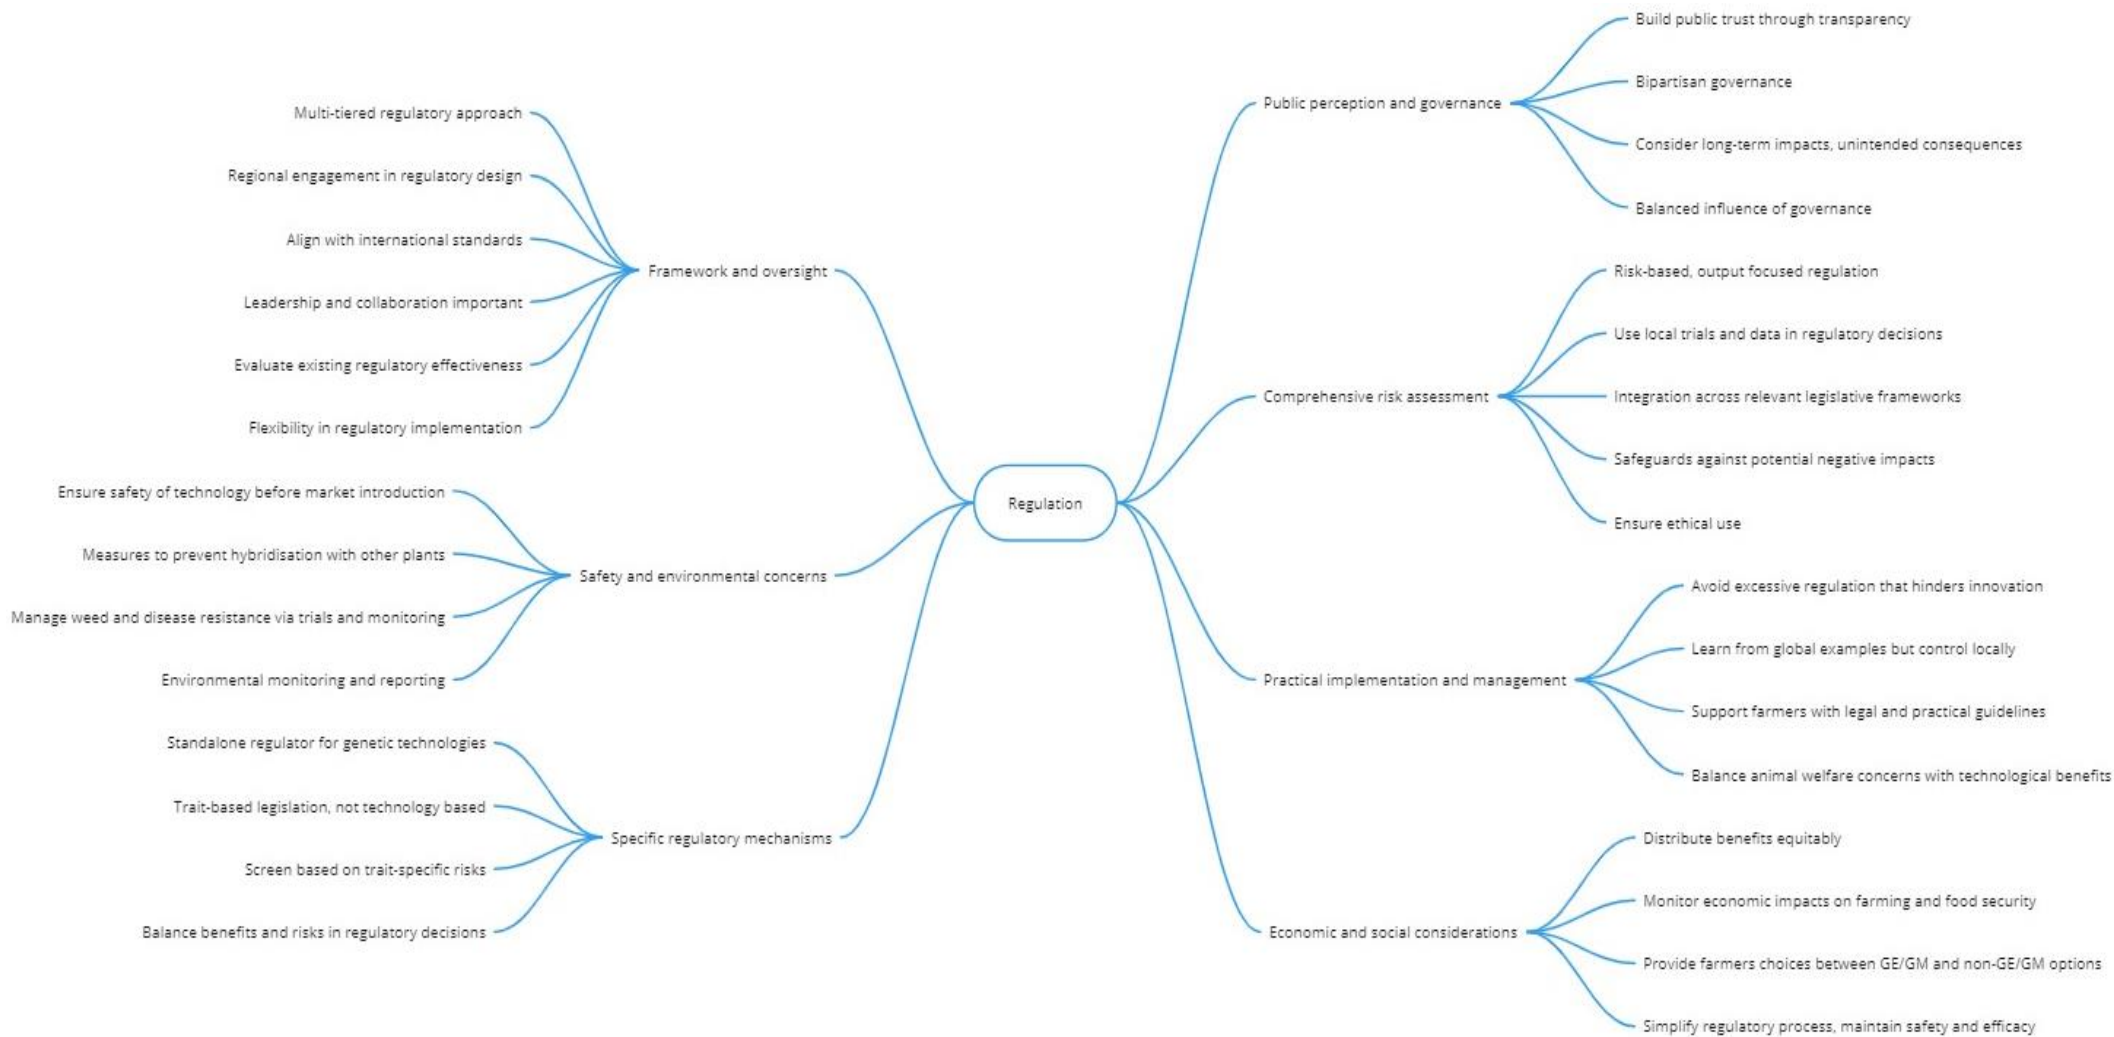 Regulation
Framework and oversight
Multi-tiered regulatory approach
Regional engagement in regulatory design
Align with international standards
Leadership and collaboration important
Evaluate existing regulatory effectiveness
Flexibility in regulatory implementation
Safety and environmental concerns
Ensure safety of technology before market introduction
Measures to prevent hybridisation with other plants
Manage weed and disease resistance via trials and monitoring
Environmental monitoring and reporting
Specific regulatory mechanisms
Standalone regulator for genetic technologies
Trait-based legislation, not technology based
Screen based on trait-specific risks
Balance benefits and risks in regulatory decisions
Public perception and governance
Build public trust through transparency
Bipartisan governance
Consider long-term impacts, unintended consequences
Balanced influence of governance
Comprehensive risk assessment
Risk-based, output focused regulation
Use local trials and data in regulatory decisions
Integration across relevant legislative frameworks
Safeguards against potential negative impacts
Ensure ethical use
Practical implementation and management
Avoid excessive regulation that hinders innovation
Learn from global examples but control locally
Support farmers with legal and practical guidelines
Balance animal welfare concerns with technological benefits
Economic and social considerations
Distribute benefits equitably
Monitor economic impacts on farming and food security
Provide farmers choices between GE/GM and non-GE/GM options
Simplify regulatory process, maintain safety and efficacy